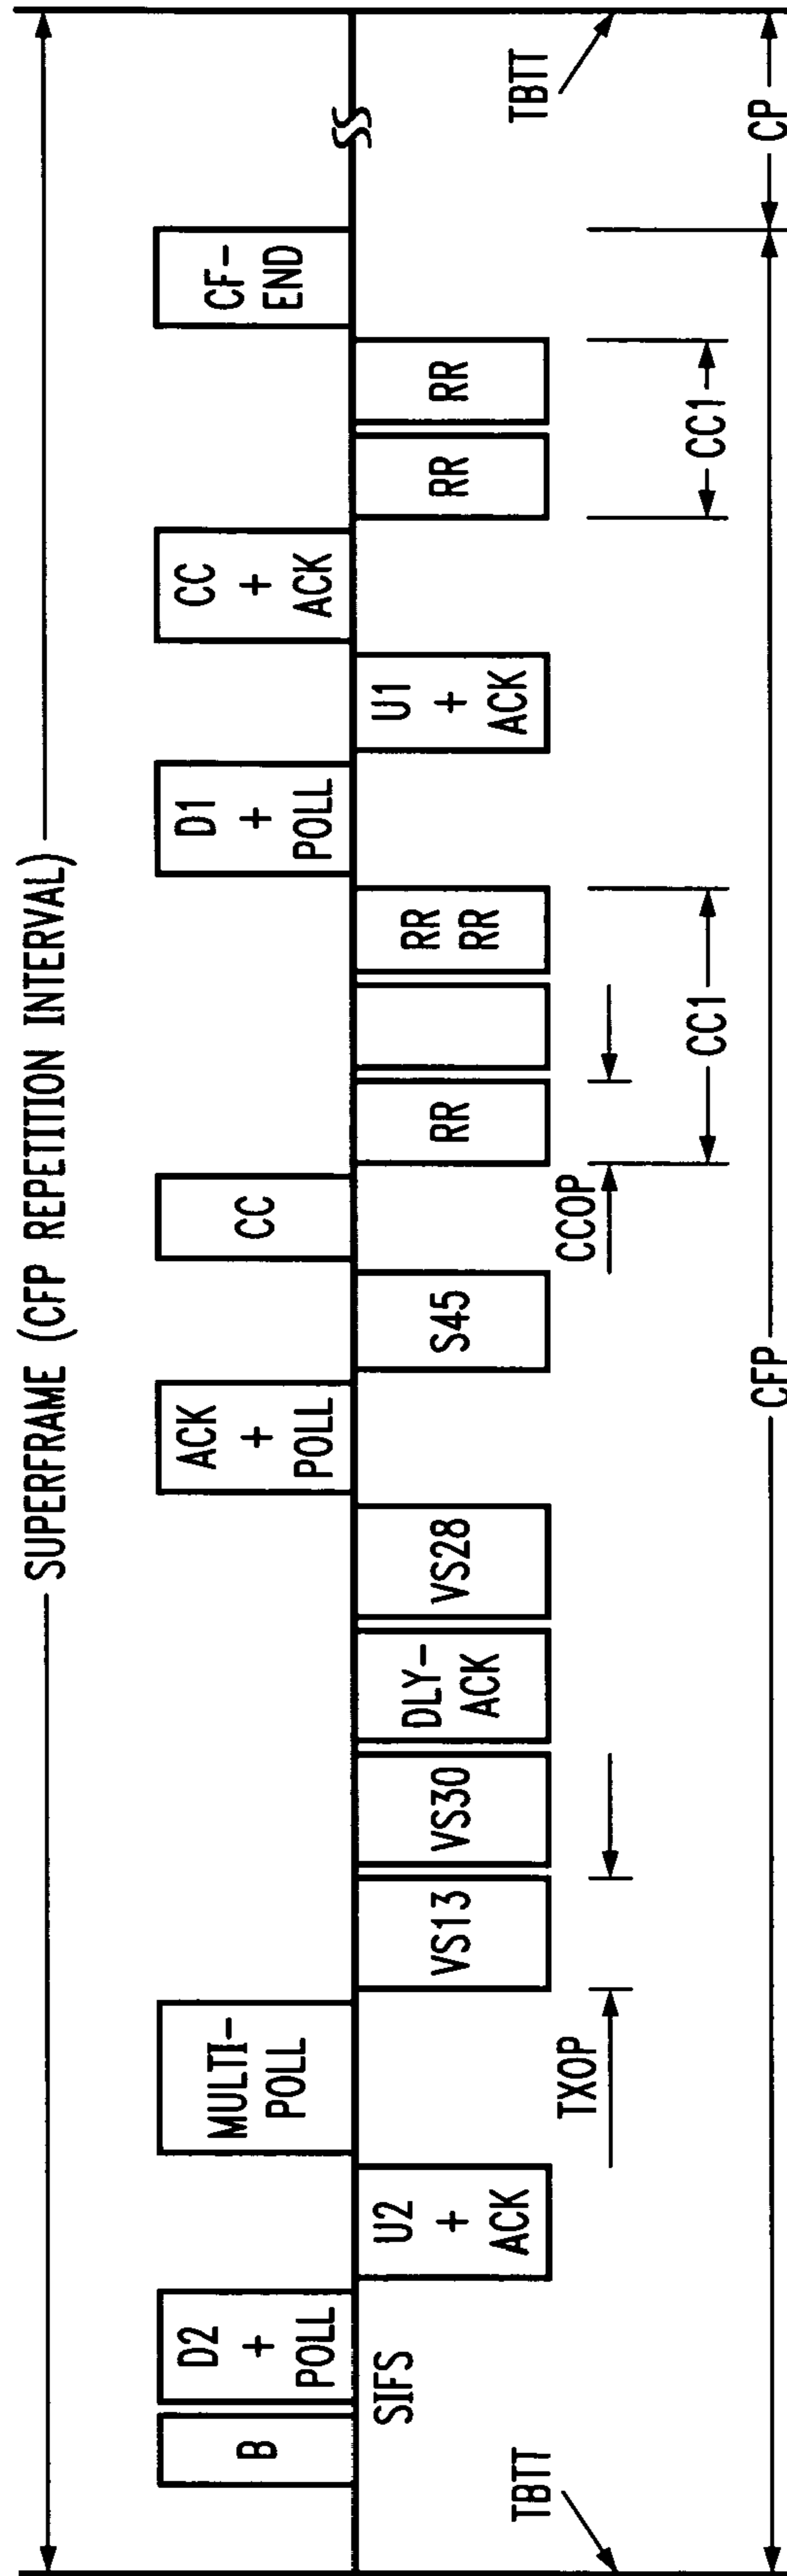 SUPERFRAME (CFP REPETITION INTERVAL)
B
D2
+
POLL
MULTI-
POLL
ACK
+
POLL
CC
D1
+
POLL
CC
+
ACK
CF-
END
SIFS
U2
+
ACK
VS13
VS30
DLY-
ACK
VS28
S45
RR
RR
RR
U1
+
ACK
RR
RR
TBTT
TXOP
CCOP
TBTT
CC1
CC1
CFP
CP